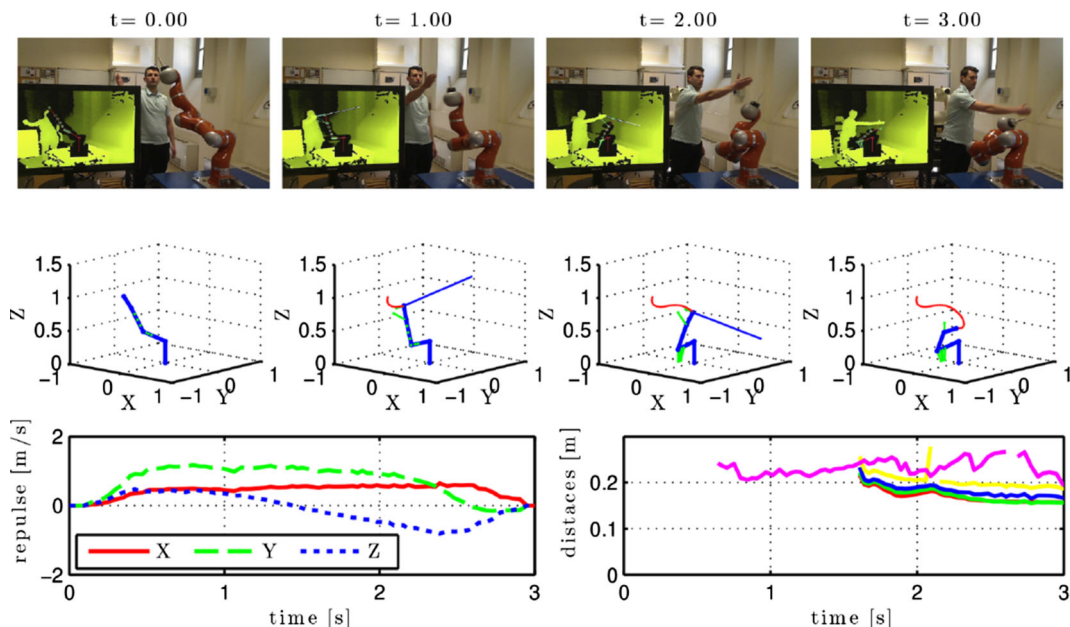 t= 0.00 t= 1.00 t= 2.00 t= 3.00
1.5 1.5 1.5 1.5
1 1 1 1
Z Z Z Z
0.5 0.5 0.5 0.5
0 0 0 0
−1 0 X 1 −1 0 Y 1
−1 0 X 1 −1 0 Y 1
−1 0 X 1 −1 0 Y 1
−1 0 X 1 −1 0 Y 1
repulse [m/s]
2
0
−2
X Y Z
0 1 2 3
time [s]
distaces [m]
0.2
0.1
0
0 1 2 3
time [s]